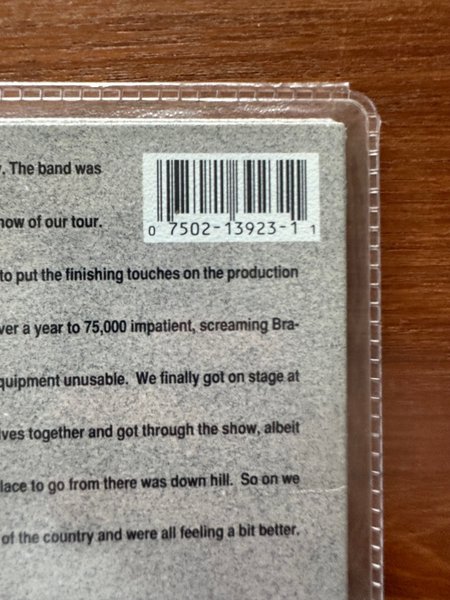 . The band was
now of our tour.
0 7502-13923-1 1
to put the finishing touches on the production
ver a year to 75,000 impatient, screaming Bra-
quipment unusable. We finally got on stage at
lves together and got through the show, albeit
lace to go from there was down hill. So on we
of the country and were all feeling a bit better.